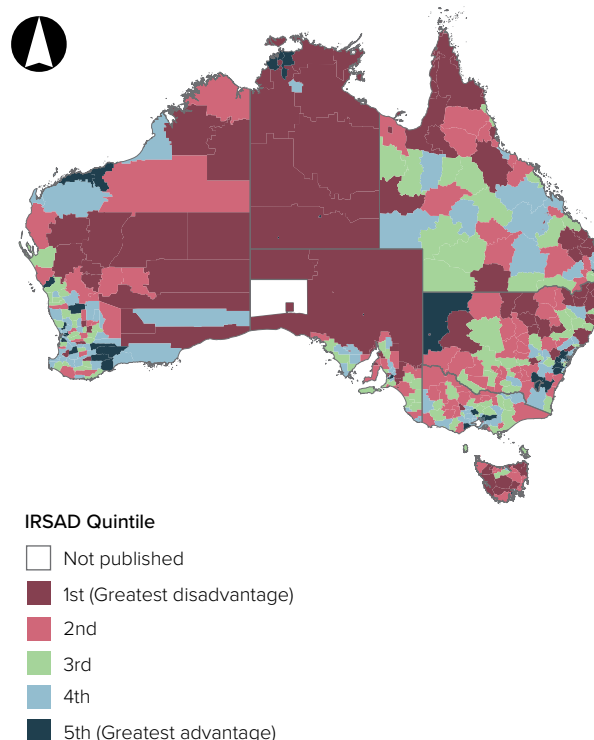 IRSAD Quintile
Not published
1st (Greatest disadvantage)
2nd
3rd
4th
5th (Greatest advantage)